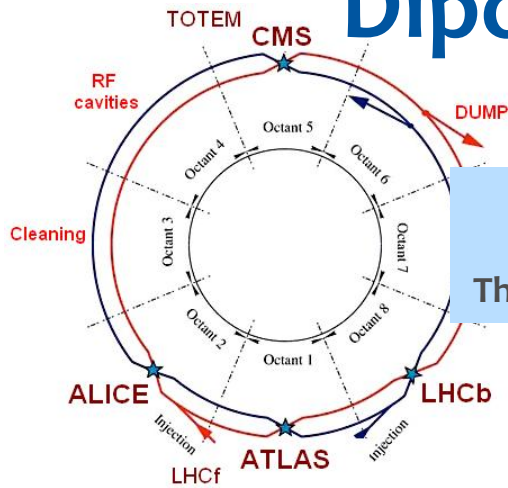 Dipo
TOTEM
CMS
RF
cavities
DUMP
Octant 5
Octant 4
Octant 6
Cleaning
Octant 3
Octant 7
Th
Octant 2
Octant 8
Octant 1
ALICE
LHCb
Injection
Injection
ATLAS
LHCf